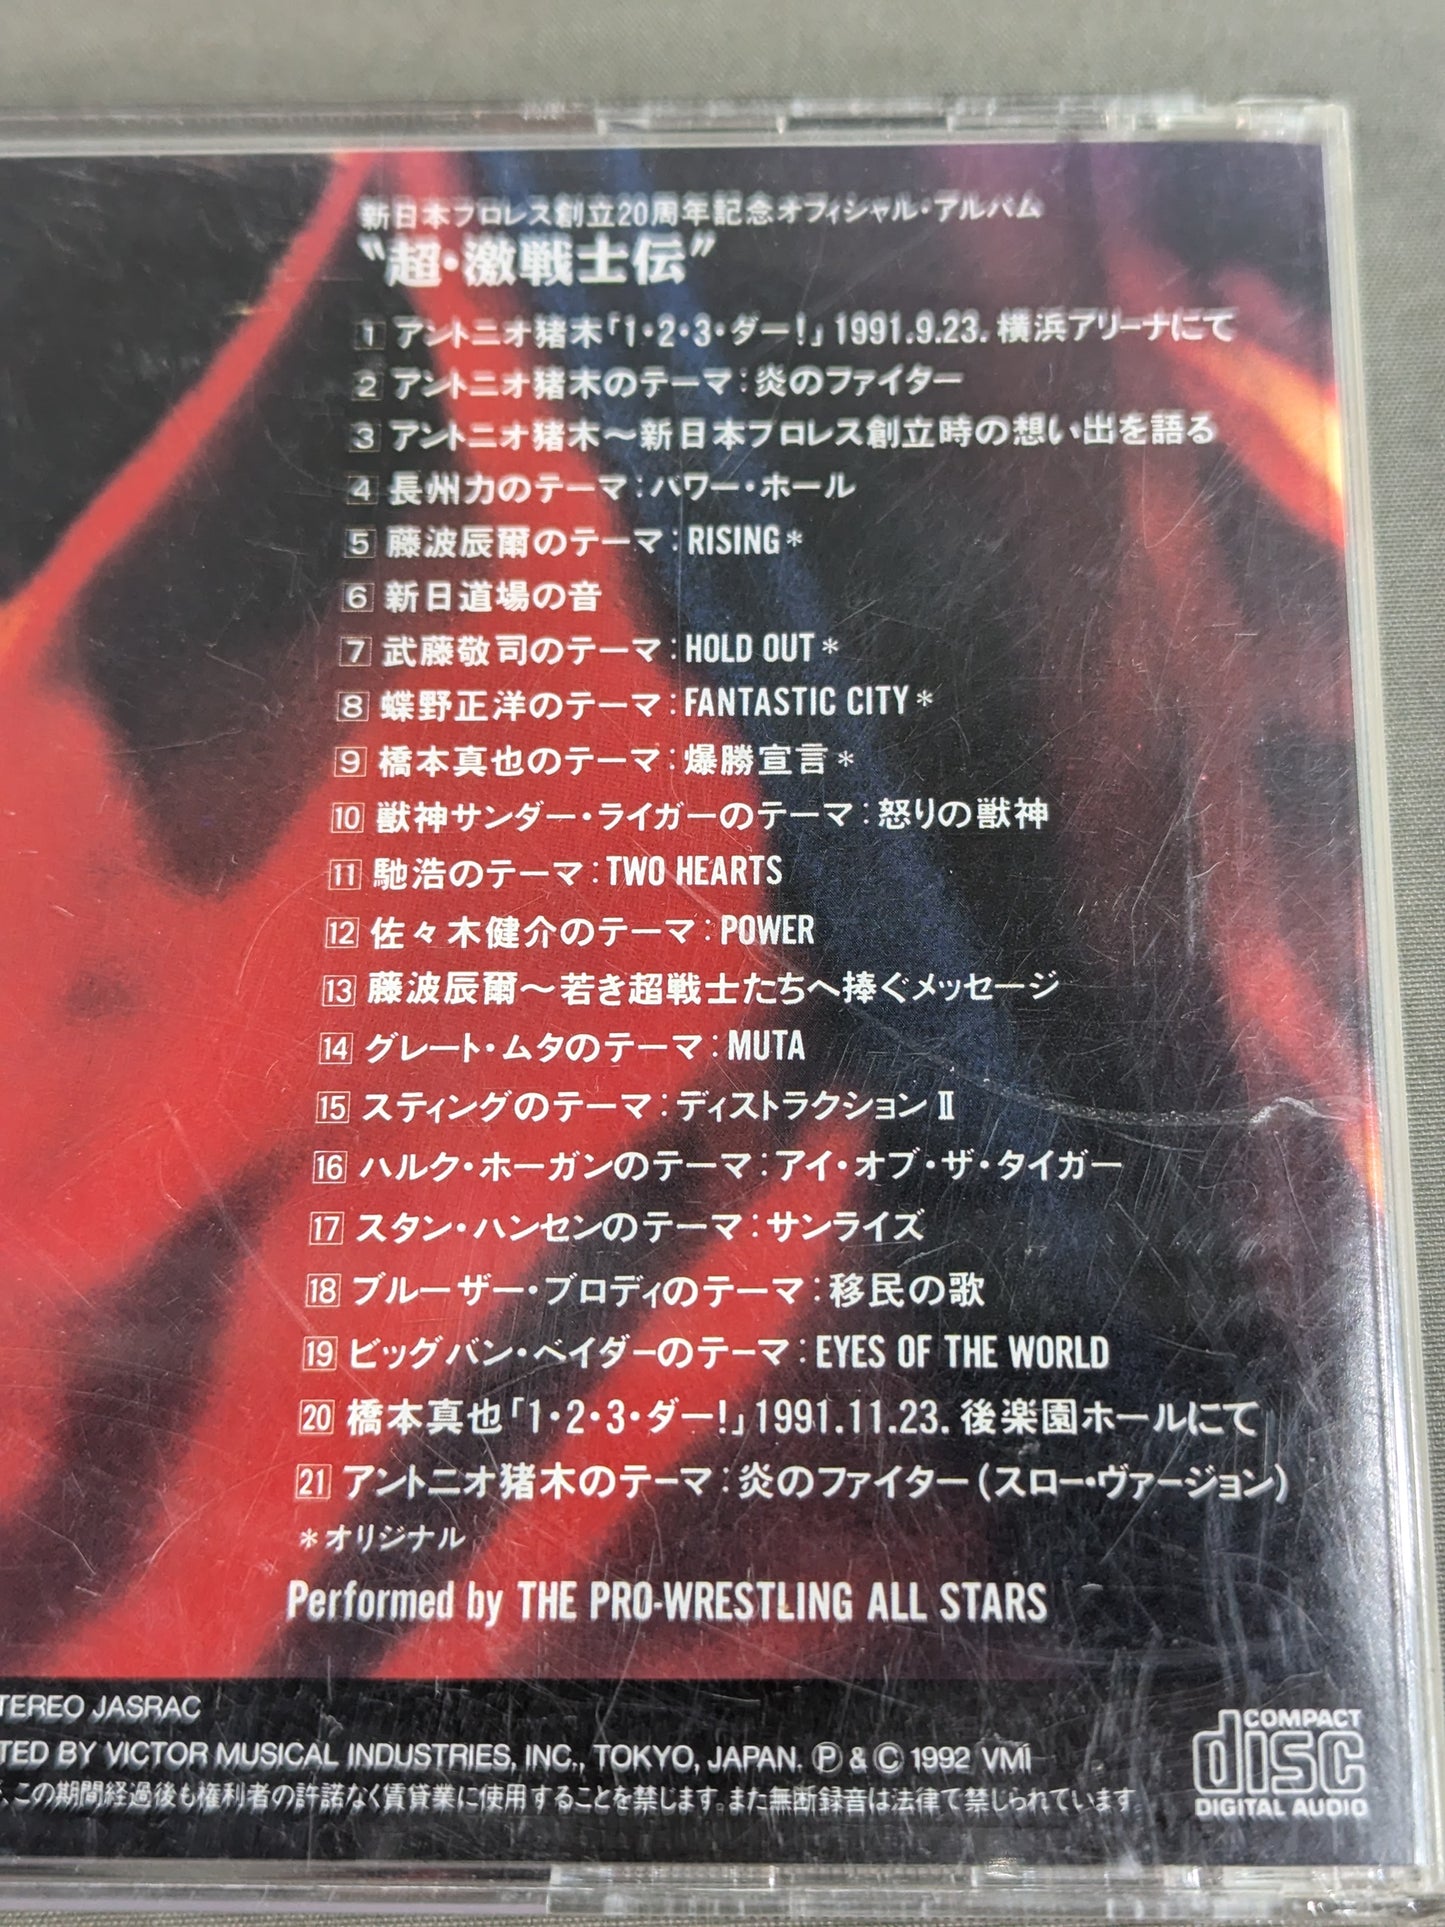 新日本プロレス創立20周年記念オフィシャル・アルバム
"超・激戦士伝"
1 アントニオ猪木「1・2・3・ダー!」1991.9.23. 横浜アリーナにて
2 アントニオ猪木のテーマ:炎のファイター
3 アントニオ猪木〜新日本プロレス創立時の想い出を語る
4 長州力のテーマ:パワー・ホール
5 藤波辰爾のテーマ:RISING*
6 新日道場の音
7 武藤敬司のテーマ:HOLD OUT*
8 蝶野正洋のテーマ:FANTASTIC CITY*
9 橋本真也のテーマ:爆勝宣言*
10 獣神サンダー・ライガーのテーマ:怒りの獣神
11 馳浩のテーマ:TWO HEARTS
12 佐々木健介のテーマ:POWER
13 藤波辰爾〜若き超戦士たちへ捧ぐメッセージ
14 グレート・ムタのテーマ:MUTA
15 スティングのテーマ:ディストラクションⅡ
16 ハルク・ホーガンのテーマ:アイ・オブ・ザ・タイガー
17 スタン・ハンセンのテーマ:サンライズ
18 ブルーザー・ブロディのテーマ:移民の歌
19 ビッグバン・ベイダーのテーマ:EYES OF THE WORLD
20 橋本真也「1・2・3・ダー!」1991.11.23. 後楽園ホールにて
21 アントニオ猪木のテーマ:炎のファイター(スロー・ヴァージョン)
*オリジナル
Performed by THE PRO-WRESTLING ALL STARS
TEREO JASRAC
TED BY VICTOR MUSICAL INDUSTRIES, INC., TOKYO, JAPAN. Ⓟ & Ⓒ 1992 VMI
、この期間経過後も権利者の許諾なく賃貸業に使用することを禁じます。また無断録音は法律で禁じられています。
COMPACT
disc
DIGITAL AUDIO